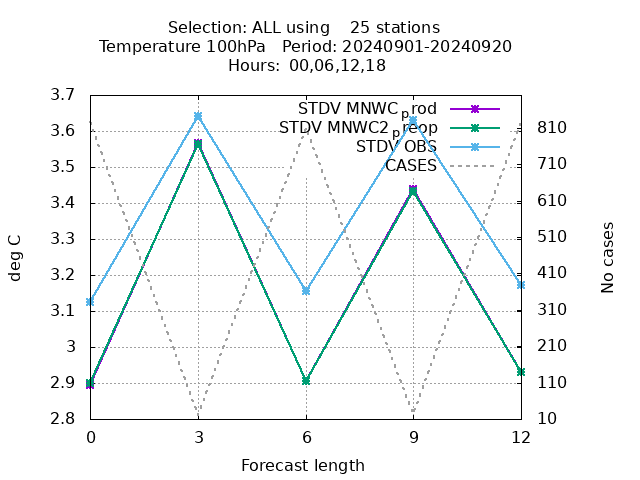 Selection: ALL using 25 stations
Temperature 100hPa Period: 20240901-20240920
Hours: 00,06,12,18
STDV MNWC_prod
STDV MNWC2_preop
STDV OBS
CASES
deg C
3.7
3.6
3.5
3.4
3.3
3.2
3.1
3
2.9
2.8
810
710
610
510
410
310
210
110
10
No cases
0 3 6 9 12
Forecast length